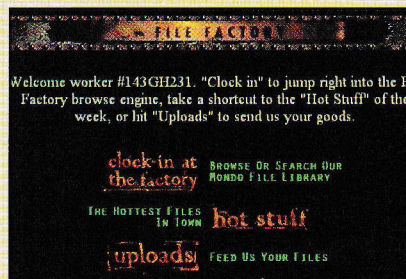 FILE FACTORY
Welcome worker #143GH231. "Clock in" to jump right into the
Factory browse engine, take a shortcut to the "Hot Stuff" of the
week, or hit "Uploads" to send us your goods.
clock-in at
the factory
BROWSE OR SEARCH OUR
MONDO FILE LIBRARY
THE HOTTEST FILES
IN TOWN
hot stuff
uploads
FEED US YOUR FILES